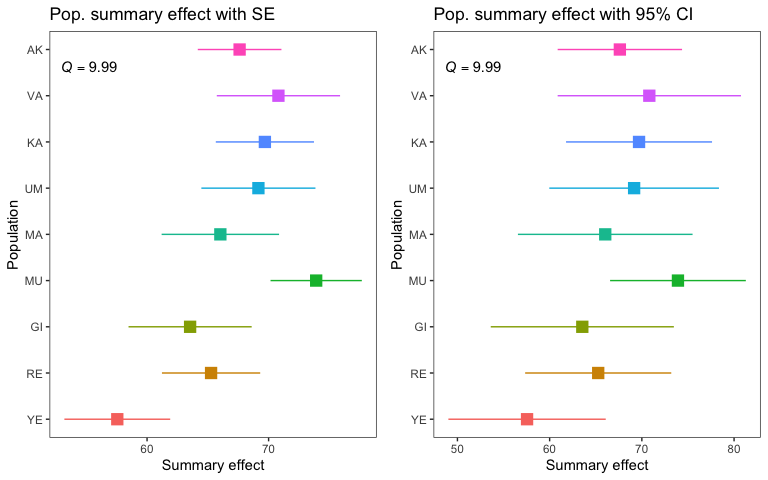 Pop. summary effect with SE
Q = 9.99
AK
VA
KA
UM
MA
MU
GI
RE
YE
Population
60 70
Summary effect
Pop. summary effect with 95% CI
Q = 9.99
AK
VA
KA
UM
MA
MU
GI
RE
YE
Population
50 60 70 80
Summary effect